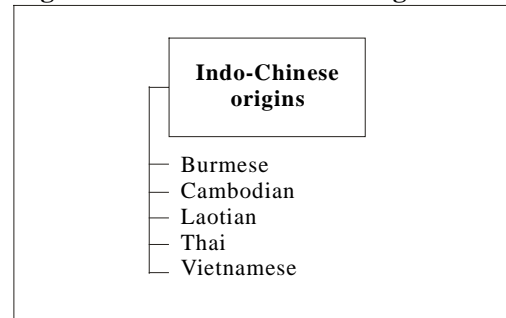 Indo-Chinese
origins
Burmese
Cambodian
Laotian
Thai
Vietnamese